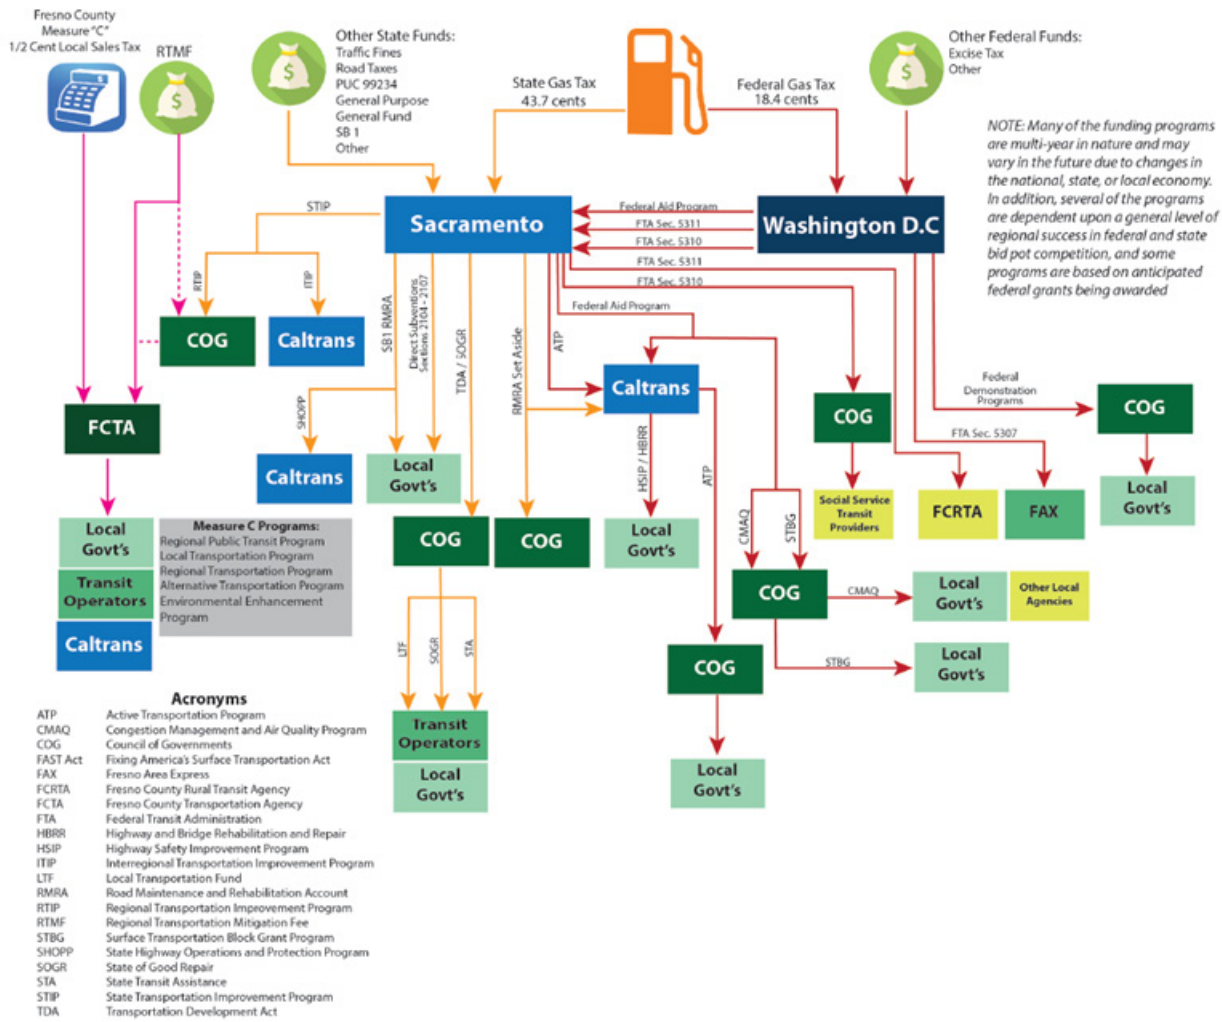 Fresno County
Measure "C"
1/2 Cent Local Sales Tax
RTMF
Other State Funds:
Traffic Fines
Road Taxes
PUC 99234
General Purpose
General Fund
SB 1
Other
State Gas Tax
43.7 cents
Federal Gas Tax
18.4 cents
Other Federal Funds:
Excise Tax
Other
NOTE: Many of the funding programs
are multi-year in nature and may
vary in the future due to changes in
the national, state, or local economy.
In addition, several of the programs
are dependent upon a general level of
regional success in federal and state
bid pot competition, and some
programs are based on anticipated
federal grants being awarded
STIP
Sacramento
Federal Aid Program
FTA Sec. 5311
FTA Sec. 5310
Washington D.C
FTA Sec. 5311
FTA Sec. 5310
Federal Aid Program
RTIP
ITIP
COG
Caltrans
SB1 RMRA
Direct Subventions
Sections 2104 - 2107
TDA / SOGR
RMRA Set Aside
ATP
Caltrans
SHOPP
FCTA
Caltrans
Local
Govt's
HSIP / HBRR
ATP
COG
Federal
Demonstration
Programs
COG
FTA Sec. 5307
Social Service
Transit
Providers
FCRTA
FAX
Local
Govt's
Local
Govt's
Transit
Operators
Caltrans
Measure C Programs:
Regional Public Transit Program
Local Transportation Program
Regional Transportation Program
Alternative Transportation Program
Environmental Enhancement
Program
COG
COG
Local
Govt's
CMAQ
STBG
COG
CMAQ
Local
Govt's
Other Local
Agencies
LTF
SOGR
STA
COG
STBG
Local
Govt's
Transit
Operators
Local
Govt's
Local
Govt's
Acronyms
ATP Active Transportation Program
CMAQ Congestion Management and Air Quality Program
COG Council of Governments
FAST Act Fixing America's Surface Transportation Act
FAX Fresno Area Express
FCRTA Fresno County Rural Transit Agency
FCTA Fresno County Transportation Agency
FTA Federal Transit Administration
HBRR Highway and Bridge Rehabilitation and Repair
HSIP Highway Safety Improvement Program
ITIP Interregional Transportation Improvement Program
LTF Local Transportation Fund
RMRA Road Maintenance and Rehabilitation Account
RTIP Regional Transportation Improvement Program
RTMF Regional Transportation Mitigation Fee
STBG Surface Transportation Block Grant Program
SHOPP State Highway Operations and Protection Program
SOGR State of Good Repair
STA State Transit Assistance
STIP State Transportation Improvement Program
TDA Transportation Development Act